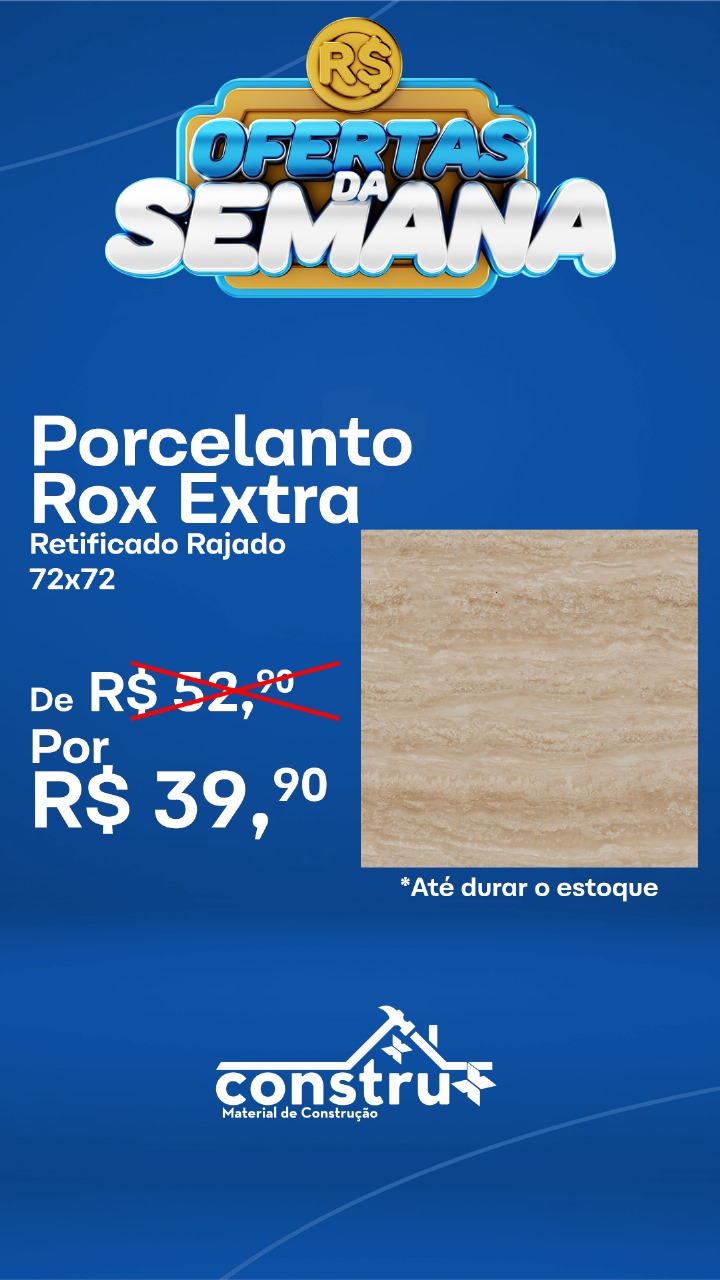 R$
OFERTAS
DA
SEMANA
Porcelanto
Rox Extra
Retificado Rajado
72x72
De R$ 52,90
Por
R$ 39,90
*Até durar o estoque
constru
Material de Construção